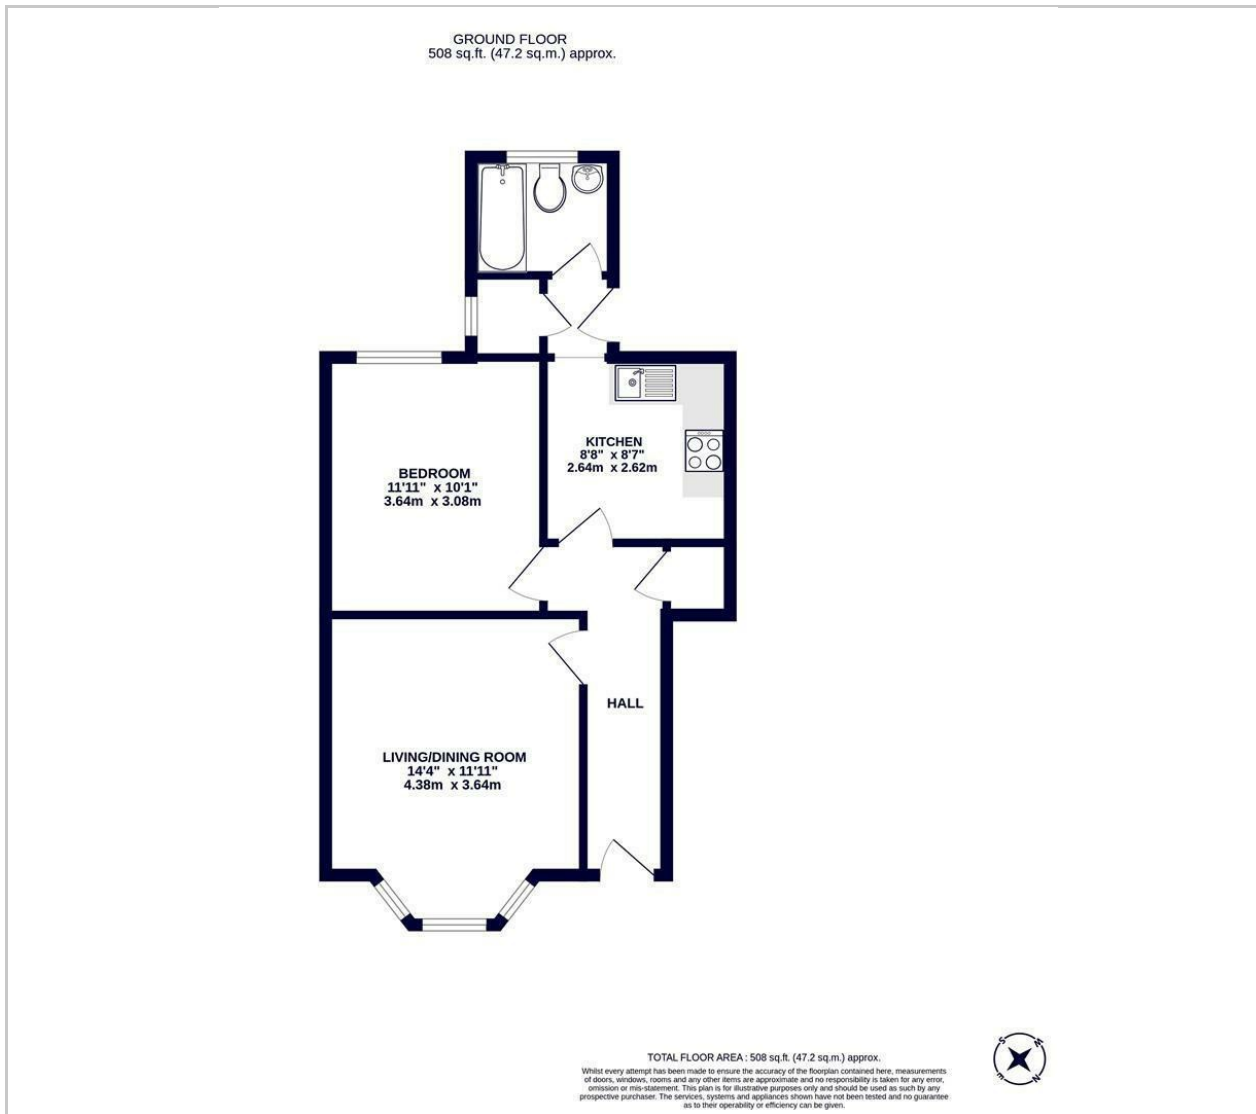 GROUND FLOOR
508 sq.ft. (47.2 sq.m.) approx.
KITCHEN
8'8" x 8'7"
2.64m x 2.62m
BEDROOM
11'11" x 10'1"
3.64m x 3.08m
HALL
LIVING/DINING ROOM
14'4" x 11'11"
4.38m x 3.64m
TOTAL FLOOR AREA : 508 sq.ft. (47.2 sq.m.) approx.
Whilst every attempt has been made to ensure the accuracy of the floorplan contained here, measurements
of doors, windows, rooms and any other items are approximate and no responsibility is taken for any error,
omission or mis-statement. This plan is for illustrative purposes only and should be used as such by any
prospective purchaser. The services, systems and appliances shown have not been tested and no guarantee
as to their operability or efficiency can be given.
S
W
E
N